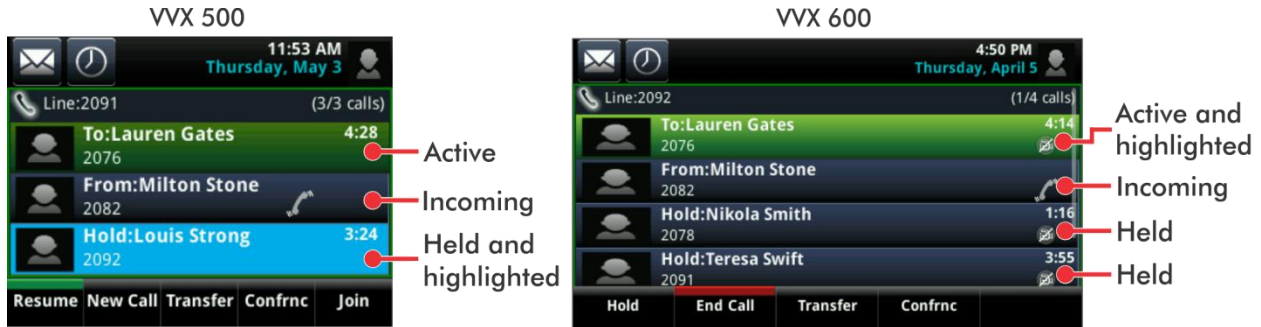 VVX 500
11:53 AM
Thursday, May 3
Line:2091 (3/3 calls)
To:Lauren Gates 4:28
2076
From:Milton Stone
2082
Hold:Louis Strong 3:24
2092
Resume New Call Transfer Confrnc Join
Active
Incoming
Held and
highlighted
VVX 600
4:50 PM
Thursday, April 5
Line:2092 (1/4 calls)
To:Lauren Gates 4:14
2076
From:Milton Stone
2082
Hold:Nikola Smith 1:16
2078
Hold:Teresa Swift 3:55
2091
Hold End Call Transfer Confrnc
Active and
highlighted
Incoming
Held
Held